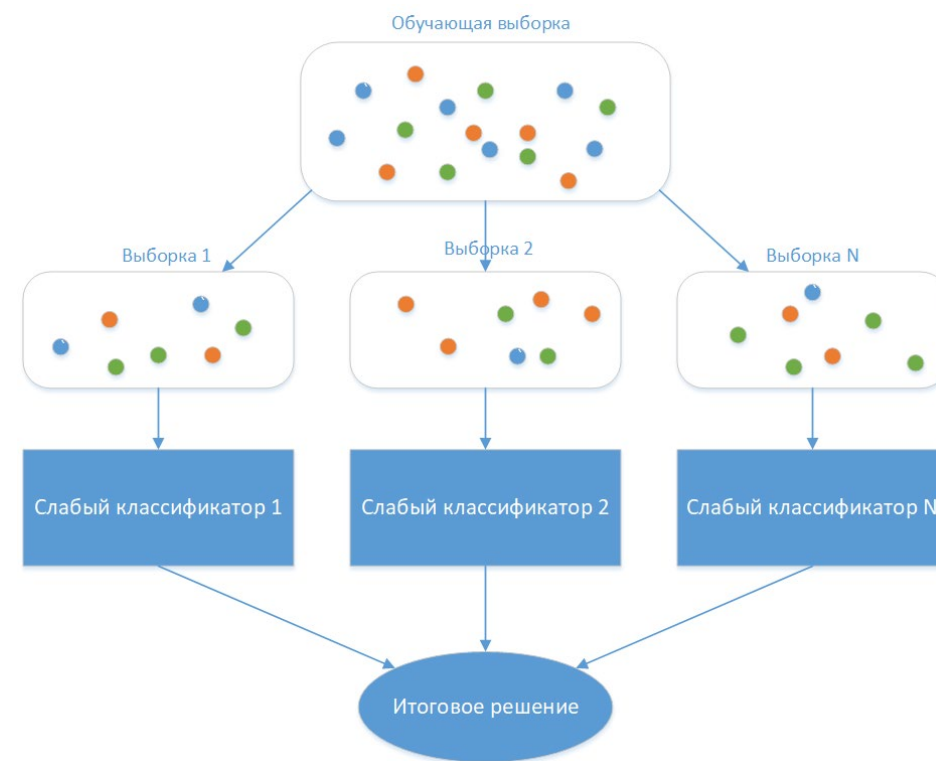 Обучающая выборка
Выборка 1
Выборка 2
Выборка N
Слабый классификатор 1
Слабый классификатор 2
Слабый классификатор N
Итоговое решение